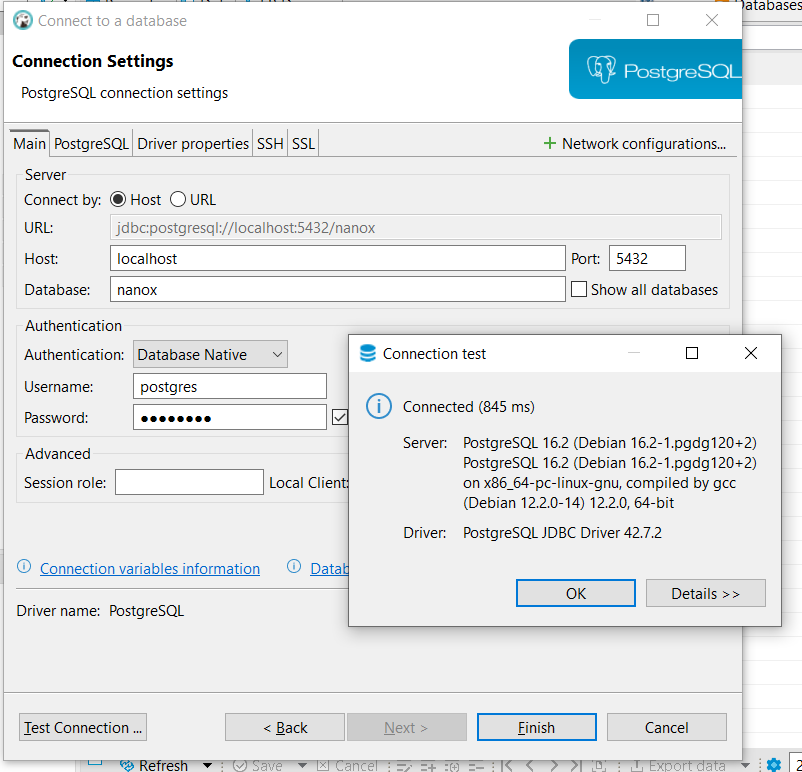 Connect to a database
Databases
Connection Settings
PostgreSQL connection settings
PostgreSQL
Main PostgreSQL Driver properties SSH SSL
+ Network configurations...
Server
Connect by: Host URL
URL: jdbc:postgresql://localhost:5432/nanox
Host: localhost Port: 5432
Database: nanox Show all databases
Authentication
Authentication: Database Native
Username: postgres
Password: ●●●●●●●●
Advanced
Session role: Local Client:
Connection variables information
Datab
Driver name: PostgreSQL
Test Connection ... < Back Next > Finish Cancel
Connection test
Connected (845 ms)
Server: PostgreSQL 16.2 (Debian 16.2-1.pgdg120+2)
PostgreSQL 16.2 (Debian 16.2-1.pgdg120+2)
on x86_64-pc-linux-gnu, compiled by gcc
(Debian 12.2.0-14) 12.2.0, 64-bit
Driver: PostgreSQL JDBC Driver 42.7.2
OK Details >>
Refresh Save Cancel Export data 2